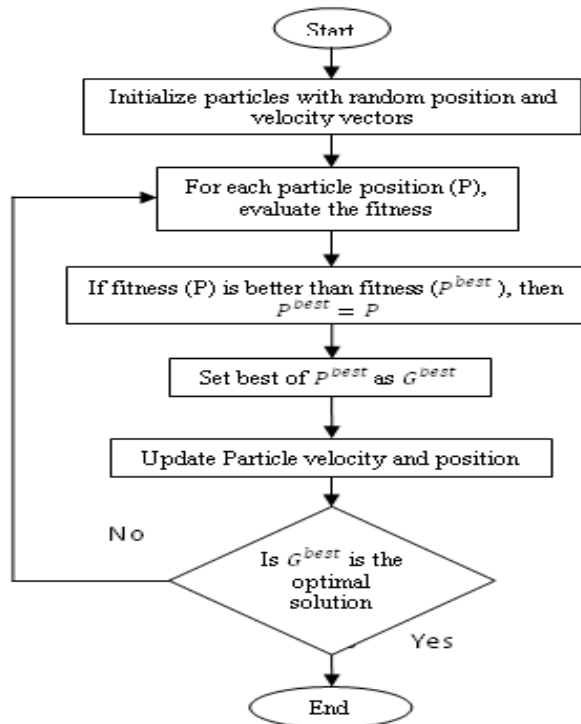 Start
Initialize particles with random position and
velocity vectors
For each particle position (P),
evaluate the fitness
If fitness (P) is better than fitness (P^best), then
P^best = P
Set best of P^best as G^best
Update Particle velocity and position
No
Is G^best is the
optimal
solution
Yes
End